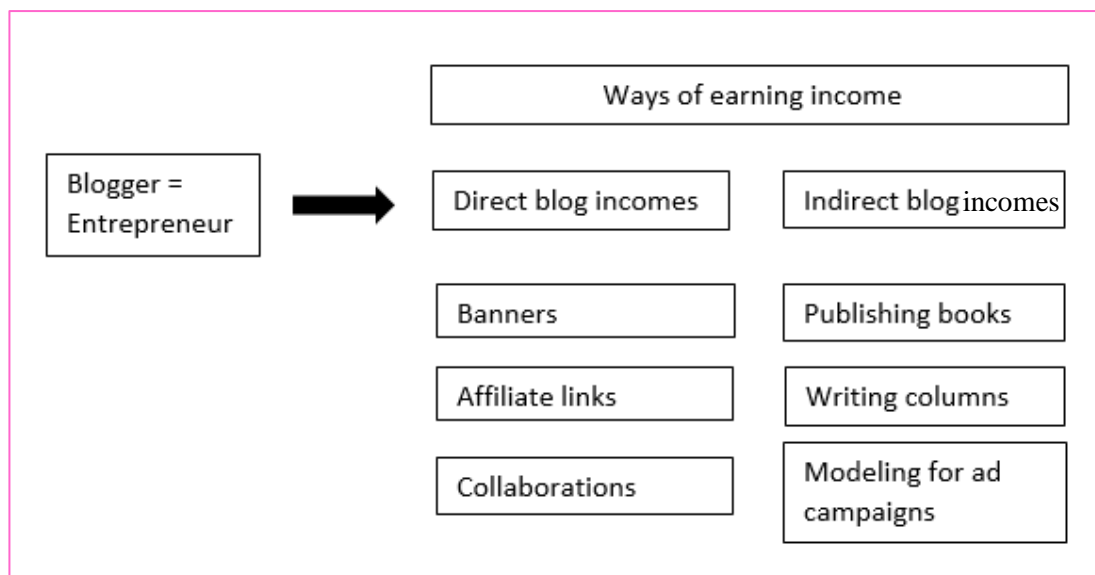 Ways of earning income
Blogger =
Entrepreneur
Direct blog incomes
Indirect blog incomes
Banners
Publishing books
Affiliate links
Writing columns
Collaborations
Modeling for ad
campaigns